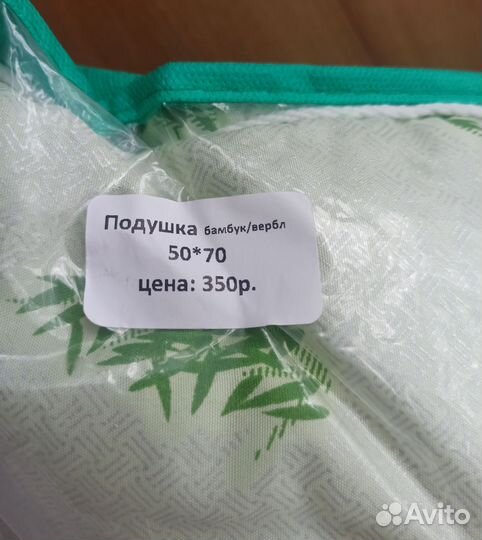 Подушка бамбук/вербл
50*70
цена: 350р.
Avito